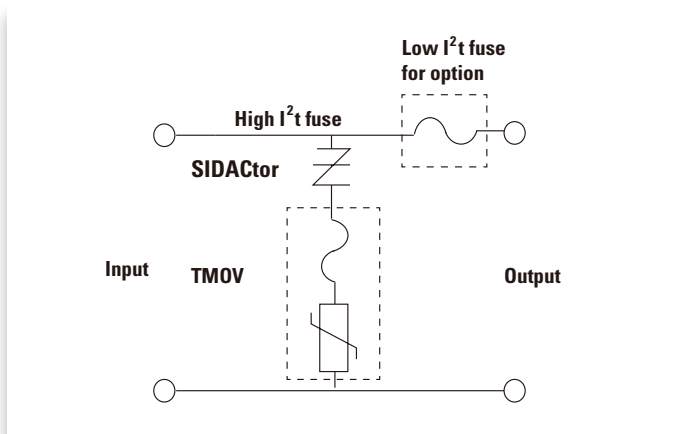 Low I²t fuse
for option
High I²t fuse
SIDACtor
Input
TMOV
Output